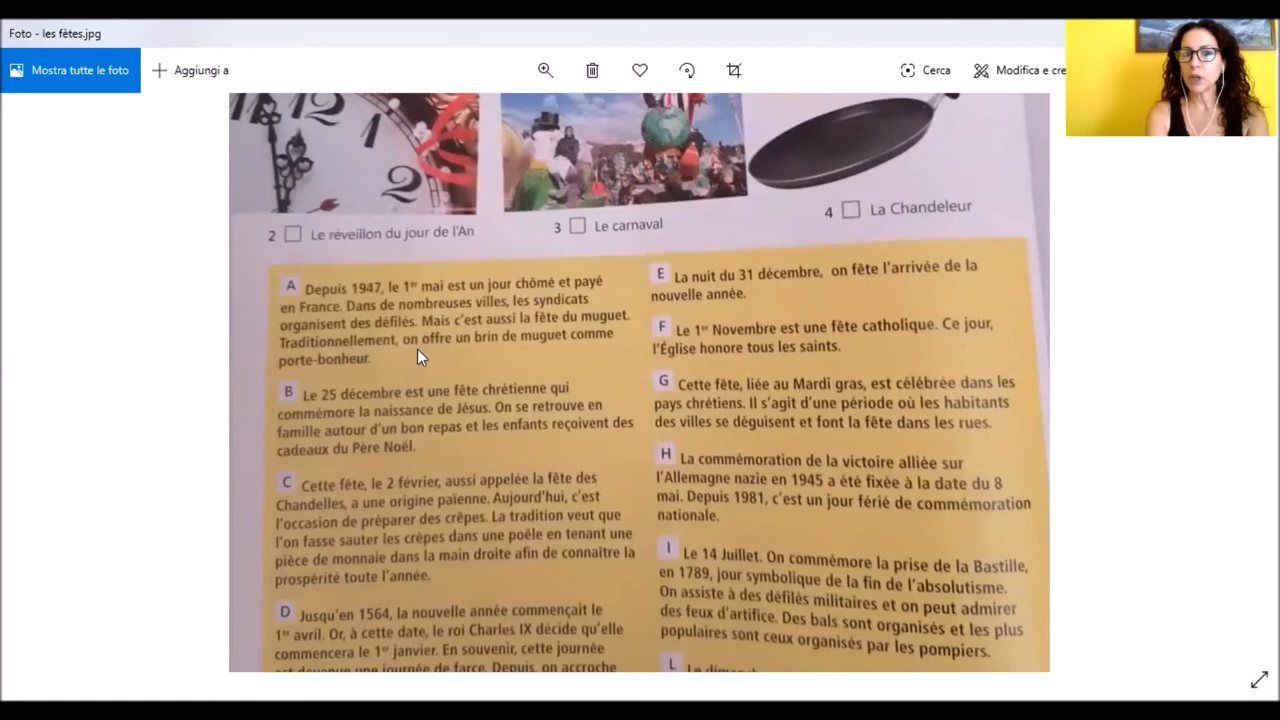 Foto - les fètes.jpg
Mostra tutte le foto
Aggiungi a
Cerca
Modifica e cre
12
1
2
2 Le réveillon du jour de l'An
3 Le carnaval
4 La Chandeleur
A Depuis 1947, le 1er mai est un jour chômé et payé
en France. Dans de nombreuses villes, les syndicats
organisent des défilés. Mais c'est aussi la fête du muguet.
Traditionnellement, on offre un brin de muguet comme
porte-bonheur.
B Le 25 décembre est une fête chrétienne qui
commémore la naissance de Jésus. On se retrouve en
famille autour d'un bon repas et les enfants reçoivent des
cadeaux du Père Noël.
C Cette fête, le 2 février, aussi appelée la fête des
Chandelles, a une origine païenne. Aujourd'hui, c'est
l'occasion de préparer des crêpes. La tradition veut que
l'on fasse sauter les crêpes dans une poêle en tenant une
pièce de monnaie dans la main droite afin de connaître la
prospérité toute l'année.
D Jusqu'en 1564, la nouvelle année commençait le
1er avril. Or, à cette date, le roi Charles IX décide qu'elle
commencera le 1er janvier. En souvenir, cette journée
est devenue une journée de farce. Depuis, on accroche
E La nuit du 31 décembre, on fête l'arrivée de la
nouvelle année.
F Le 1er Novembre est une fête catholique. Ce jour,
l'Église honore tous les saints.
G Cette fête, liée au Mardi gras, est célébrée dans les
pays chrétiens. Il s'agit d'une période où les habitants
des villes se déguisent et font la fête dans les rues.
H La commémoration de la victoire alliée sur
l'Allemagne nazie en 1945 a été fixée à la date du 8
mai. Depuis 1981, c'est un jour férié de commémoration
nationale.
I Le 14 Juillet. On commémore la prise de la Bastille,
en 1789, jour symbolique de la fin de l'absolutisme.
On assiste à des défilés militaires et on peut admirer
des feux d'artifice. Des bals sont organisés et les plus
populaires sont ceux organisés par les pompiers.
L Le